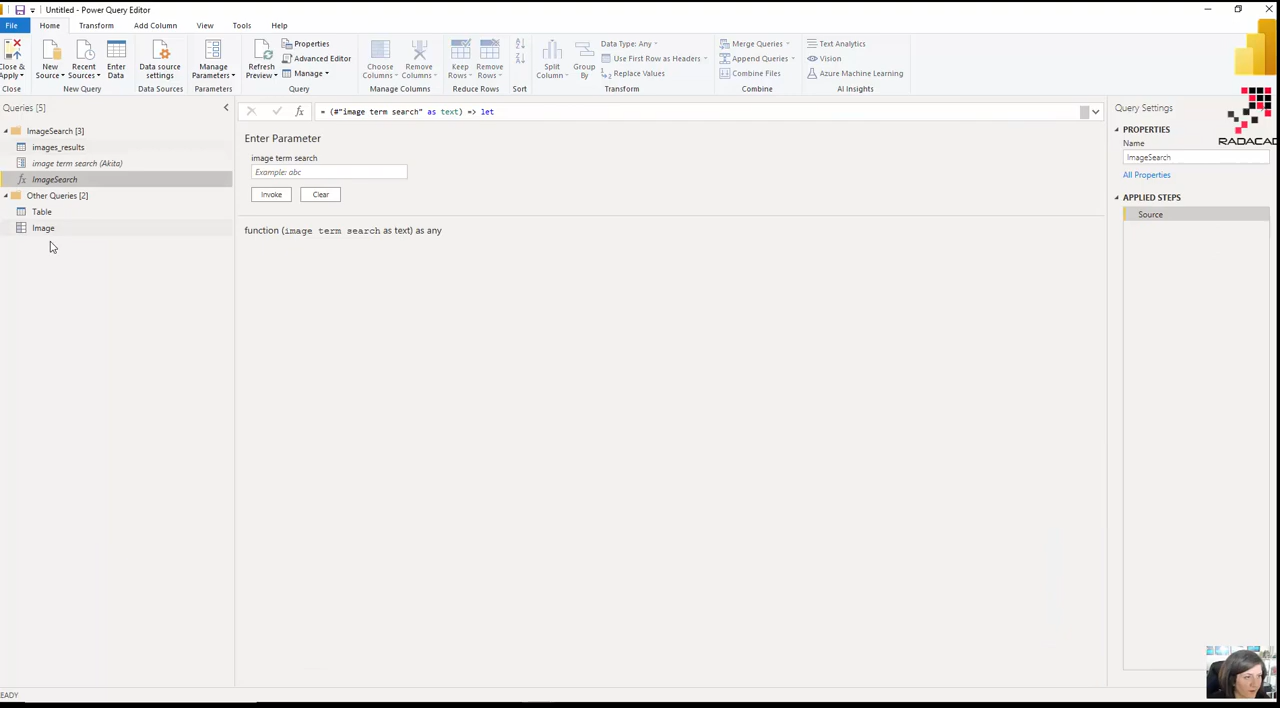 Untitled - Power Query Editor
File Home Transform Add Column View Tools Help
Close & Apply
New Source
Recent Sources
Enter Data
Data source settings
Manage Parameters
Refresh Preview
Properties
Advanced Editor
Manage
Choose Columns
Remove Columns
Keep Rows
Remove Rows
Split Column
Group By
Data Type: Any
Use First Row as Headers
Replace Values
Merge Queries
Append Queries
Combine Files
Text Analytics
Vision
Azure Machine Learning
Close
New Query
Data Sources
Parameters
Query
Manage Columns
Reduce Rows
Sort
Transform
Combine
AI Insights
Queries [5]
ImageSearch [3]
images_results
image term search (Akita)
fx ImageSearch
Other Queries [2]
Table
Image
fx = (#"image term search" as text) => let
Enter Parameter
image term search
Example: abc
Invoke Clear
function (image term search as text) as any
Query Settings
RADACAD
PROPERTIES
Name
ImageSearch
All Properties
APPLIED STEPS
Source
EADY